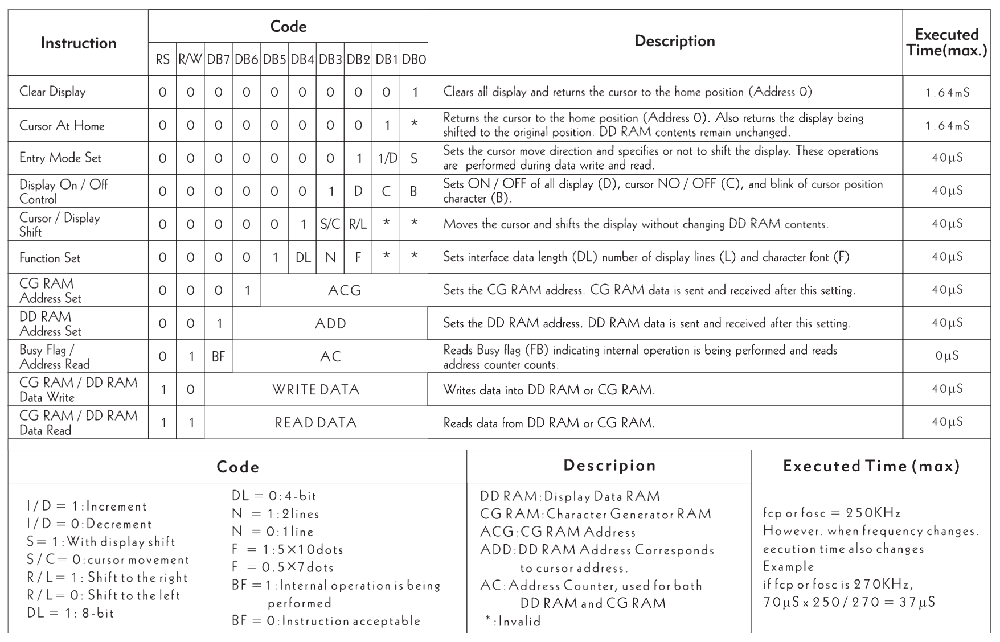 Instruction
Code
Description
Executed
Time(max.)
RS R/W DB7 DB6 DB5 DB4 DB3 DB2 DB1 DB0
Clear Display 0 0 0 0 0 0 0 0 0 1 Clears all display and returns the cursor to the home position (Address 0) 1.64mS
Cursor At Home 0 0 0 0 0 0 0 0 1 * Returns the cursor to the home position (Address 0). Also returns the display being
shifted to the original position. DD RAM contents remain unchanged. 1.64mS
Entry Mode Set 0 0 0 0 0 0 0 1 1/D S Sets the cursor move direction and specifies or not to shift the display. These operations
are performed during data write and read. 40µS
Display On / Off
Control 0 0 0 0 0 0 1 D C B Sets ON / OFF of all display (D), cursor NO / OFF (C), and blink of cursor position
character (B). 40µS
Cursor / Display
Shift 0 0 0 0 0 1 S/C R/L * * Moves the cursor and shifts the display without changing DD RAM contents. 40µS
Function Set 0 0 0 0 1 DL N F * * Sets interface data length (DL) number of display lines (L) and character font (F) 40µS
CG RAM
Address Set 0 0 0 1 ACG Sets the CG RAM address. CG RAM data is sent and received after this setting. 40µS
DD RAM
Address Set 0 0 1 ADD Sets the DD RAM address. DD RAM data is sent and received after this setting. 40µS
Busy Flag /
Address Read 0 1 BF AC Reads Busy flag (FB) indicating internal operation is being performed and reads
address counter counts. 0µS
CG RAM / DD RAM
Data Write 1 0 WRITE DATA Writes data into DD RAM or CG RAM. 40µS
CG RAM / DD RAM
Data Read 1 1 READ DATA Reads data from DD RAM or CG RAM. 40µS
Code
I/D = 1:Increment
I/D = 0:Decrement
S= 1:With display shift
S/C= 0:cursor movement
R/L= 1: Shift to the right
R/L= 0: Shift to the left
DL = 1: 8-bit
DL = 0:4-bit
N = 1:2lines
N = 0:1line
F = 1:5×10dots
F = 0.5×7dots
BF = 1:Internal operation is being
performed
BF = 0:Instruction acceptable
Descripion
DD RAM:Display Data RAM
CG RAM:Character Generator RAM
ACG:CG RAM Address
ADD:DD RAM Address Corresponds
to cursor address.
AC:Address Counter, used for both
DD RAM and CG RAM
*:Invalid
Executed Time (max)
fcp or fosc = 250KHz
However. when frequency changes.
eecution time also changes
Example
if fcp or fosc is 270KHz,
70µS x 250/270 = 37µS